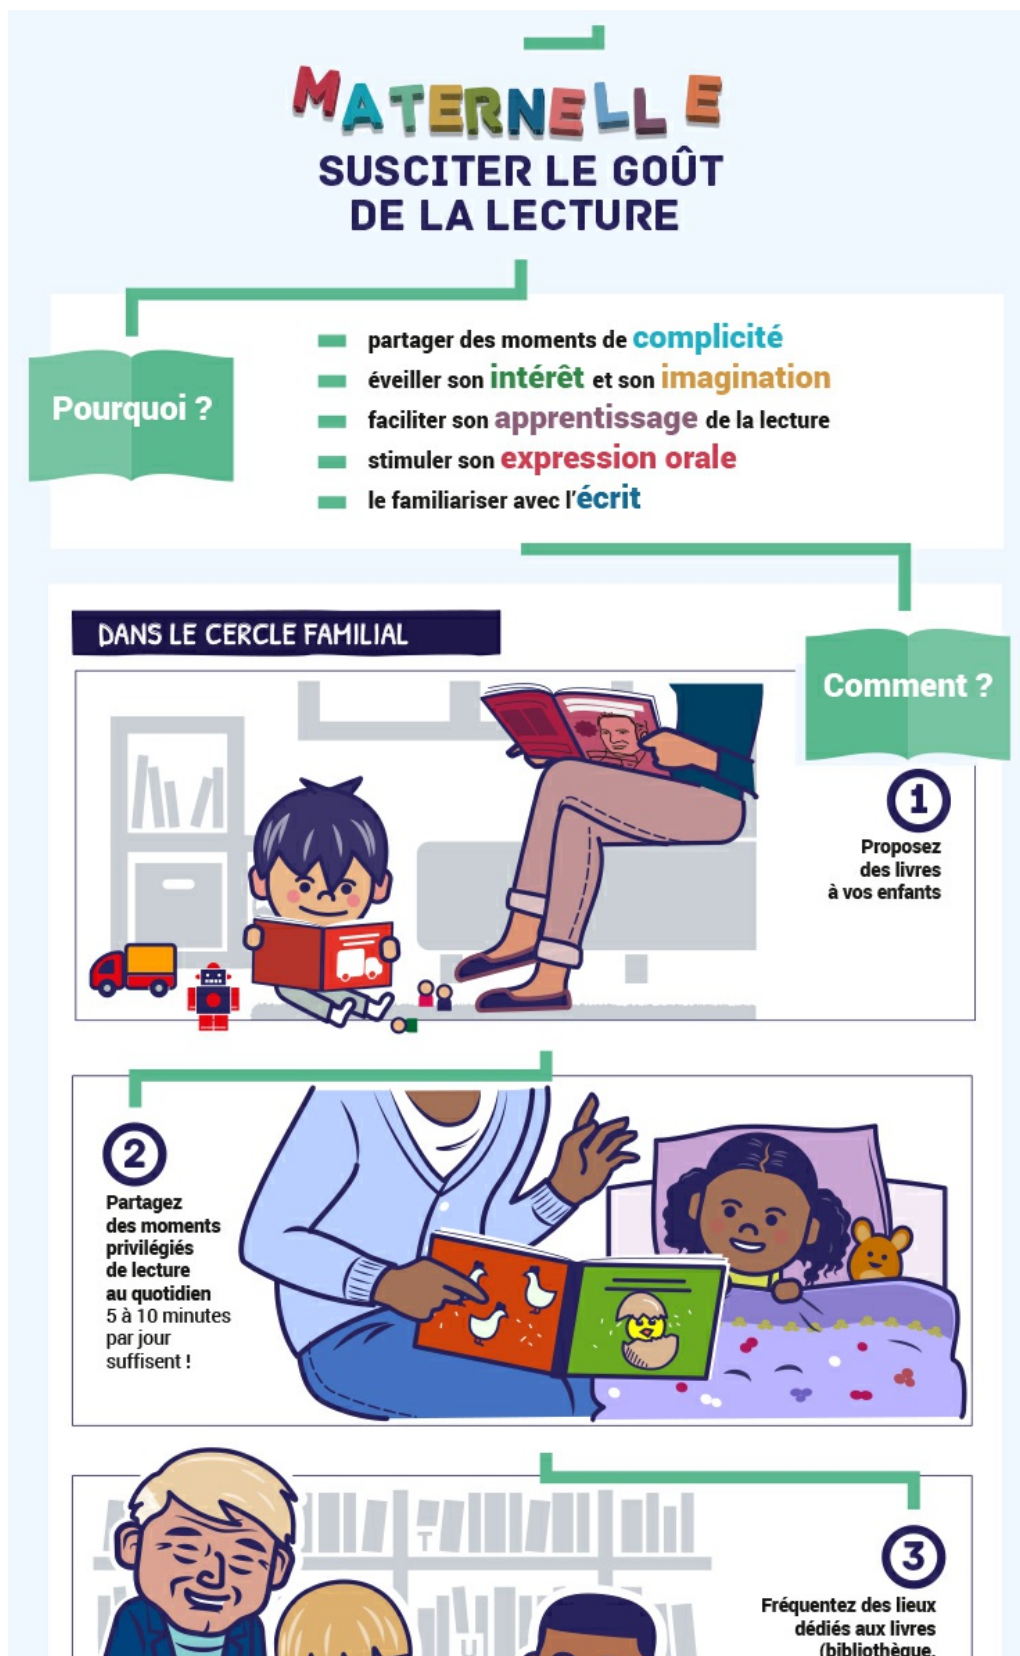 MATERNELLE
SUSCITER LE GOÛT
DE LA LECTURE
Pourquoi ?
partager des moments de complicité
éveiller son intérêt et son imagination
faciliter son apprentissage de la lecture
stimuler son expression orale
le familiariser avec l'écrit
DANS LE CERCLE FAMILIAL
Comment ?
1
Proposez
des livres
à vos enfants
2
Partagez
des moments
privilégiés
de lecture
au quotidien
5 à 10 minutes
par jour
suffisent !
3
Fréquentez des lieux
dédiés aux livres
(bibliothèque,